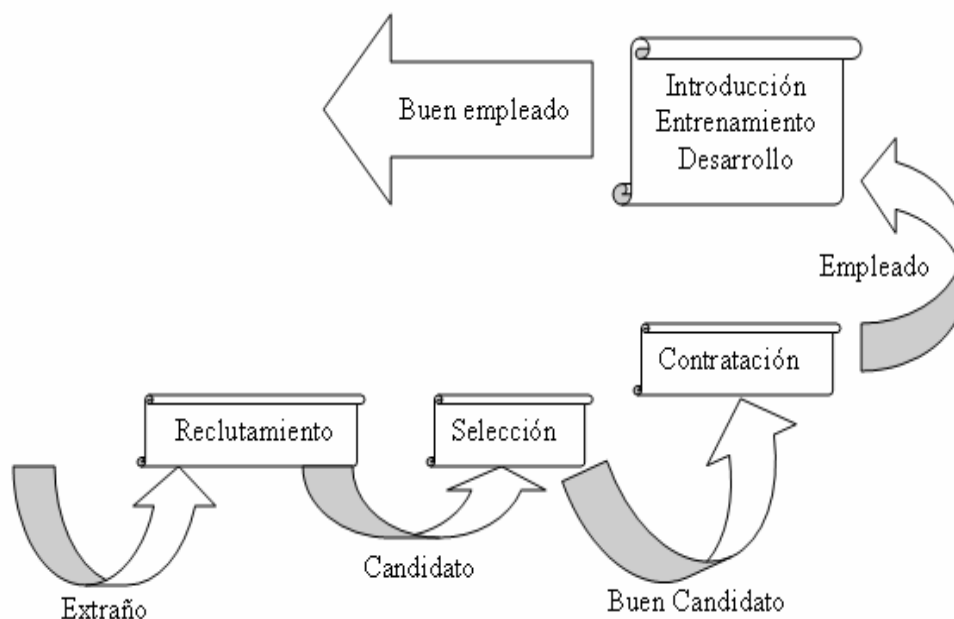 Buen empleado
Introducción
Entrenamiento
Desarrollo
Empleado
Contratación
Reclutamiento
Selección
Candidato
Buen Candidato
Extraño